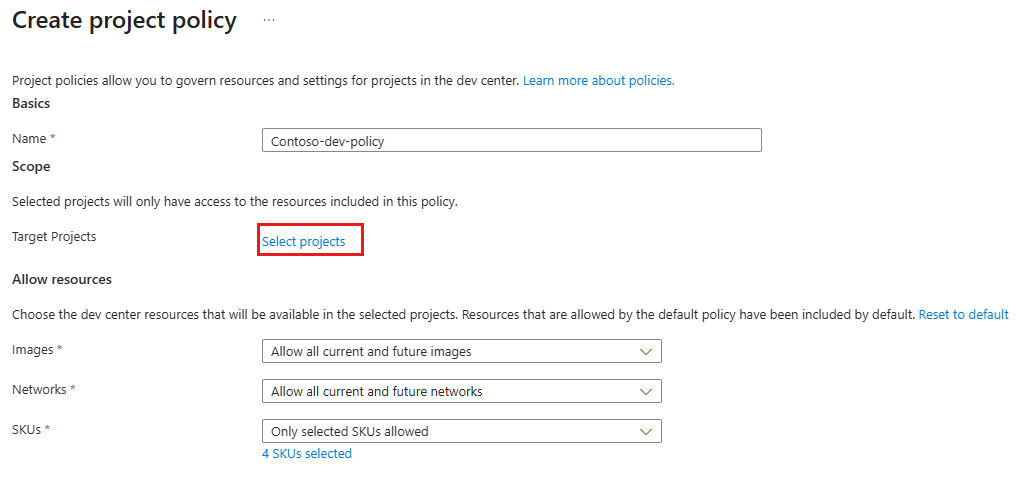 Create project policy ...
Project policies allow you to govern resources and settings for projects in the dev center. Learn more about policies.
Basics
Name *
Contoso-dev-policy
Scope
Selected projects will only have access to the resources included in this policy.
Target Projects
Select projects
Allow resources
Choose the dev center resources that will be available in the selected projects. Resources that are allowed by the default policy have been included by default. Reset to default
Images *
Allow all current and future images
Networks *
Allow all current and future networks
SKUs *
Only selected SKUs allowed
4 SKUs selected